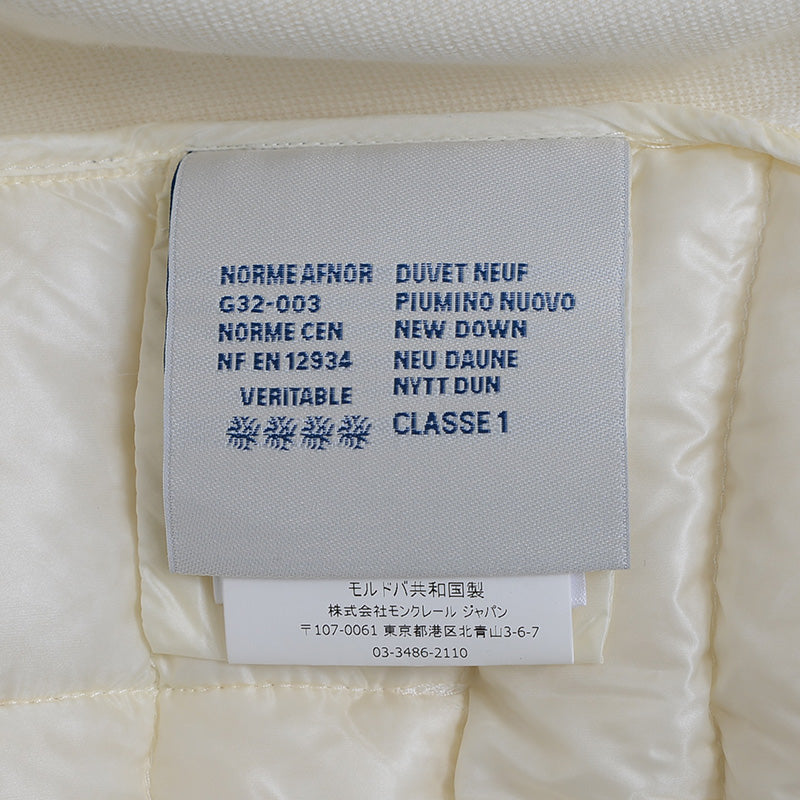 NORME AFNOR
G32-003
NORME CEN
NF EN 12934
VERITABLE
DUVET NEUF
PIUMINO NUOVO
NEW DOWN
NEU DAUNE
NYTT DUN
CLASSE 1
モルドバ共和国製
株式会社モンクレール ジャパン
〒107-0061 東京都港区北青山3-6-7
03-3486-2110